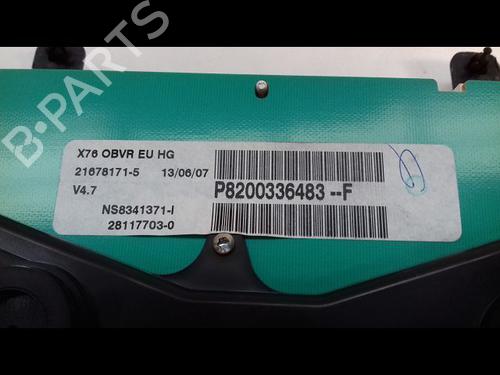 X76 OBVR EU HG
21678171-5 13/06/07
V4.7
P8200336483--F
NS8341371-I
28117703-0
B-PARTS